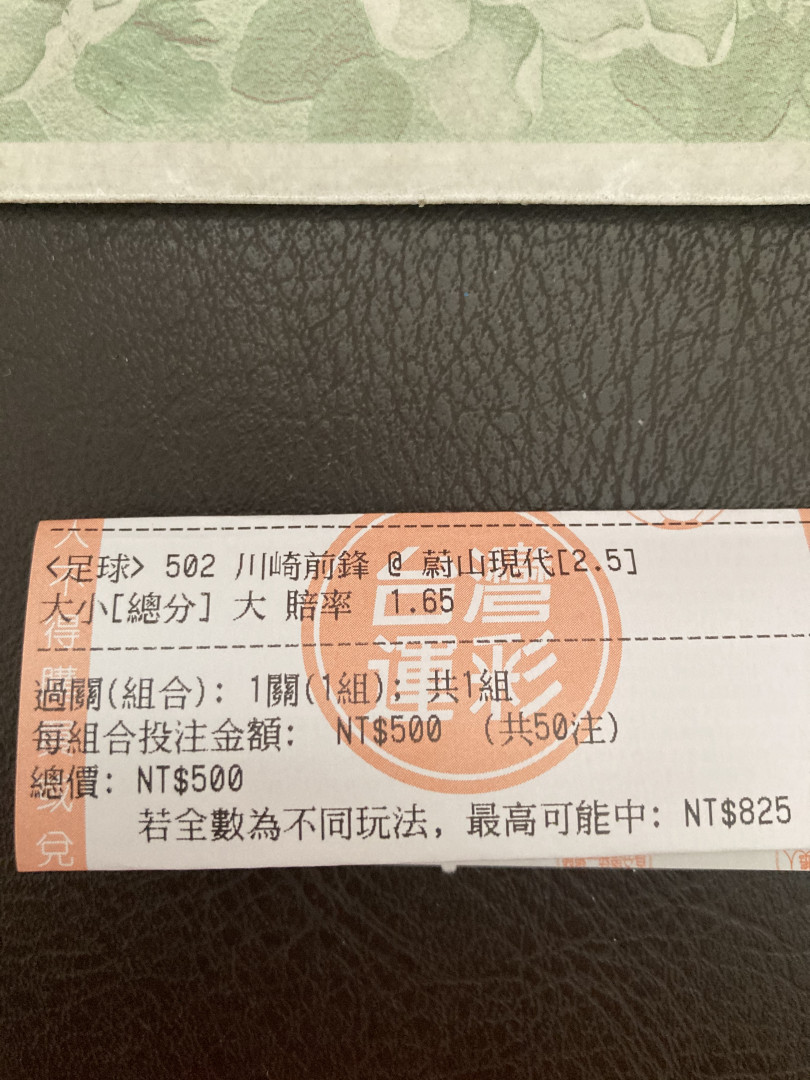 <足球> 502 川崎前鋒 @ 蔚山現代[2.5]
大小[總分] 大 賠率 1.65
過關(組合): 1關(1組); 共1組
每組合投注金額: NT$500 (共50注)
總價: NT$500
若全數為不同玩法, 最高可能中: NT$825
台灣
運彩